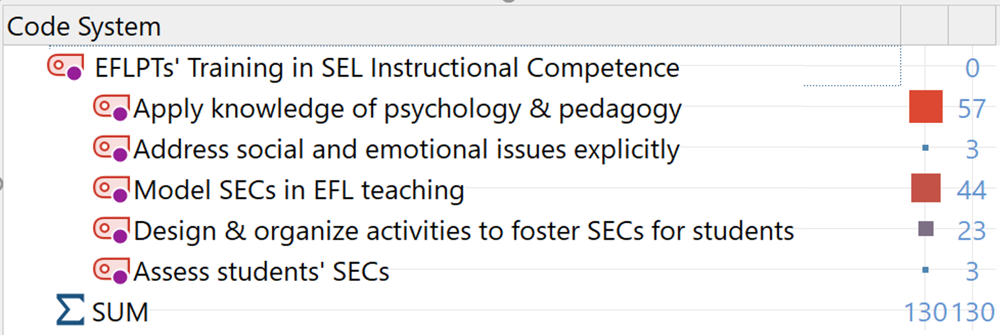 Code System
EFLPTs' Training in SEL Instructional Competence 0
Apply knowledge of psychology & pedagogy 57
Address social and emotional issues explicitly 3
Model SECs in EFL teaching 44
Design & organize activities to foster SECs for students 23
Assess students' SECs 3
Σ SUM 130 130